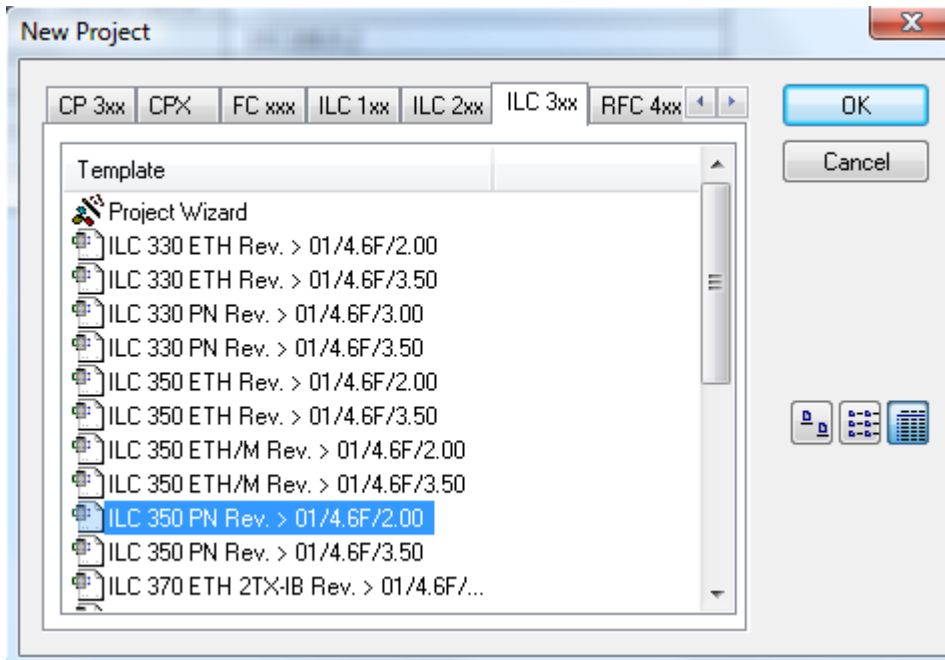 New Project
CP 3xx CPX FC xxx ILC 1xx ILC 2xx ILC 3xx RFC 4xx
OK
Cancel
Template
Project Wizard
ILC 330 ETH Rev. > 01/4.6F/2.00
ILC 330 ETH Rev. > 01/4.6F/3.50
ILC 330 PN Rev. > 01/4.6F/3.00
ILC 330 PN Rev. > 01/4.6F/3.50
ILC 350 ETH Rev. > 01/4.6F/2.00
ILC 350 ETH Rev. > 01/4.6F/3.50
ILC 350 ETH/M Rev. > 01/4.6F/2.00
ILC 350 ETH/M Rev. > 01/4.6F/3.50
ILC 350 PN Rev. > 01/4.6F/2.00
ILC 350 PN Rev. > 01/4.6F/3.50
ILC 370 ETH 2TX-IB Rev. > 01/4.6F/...